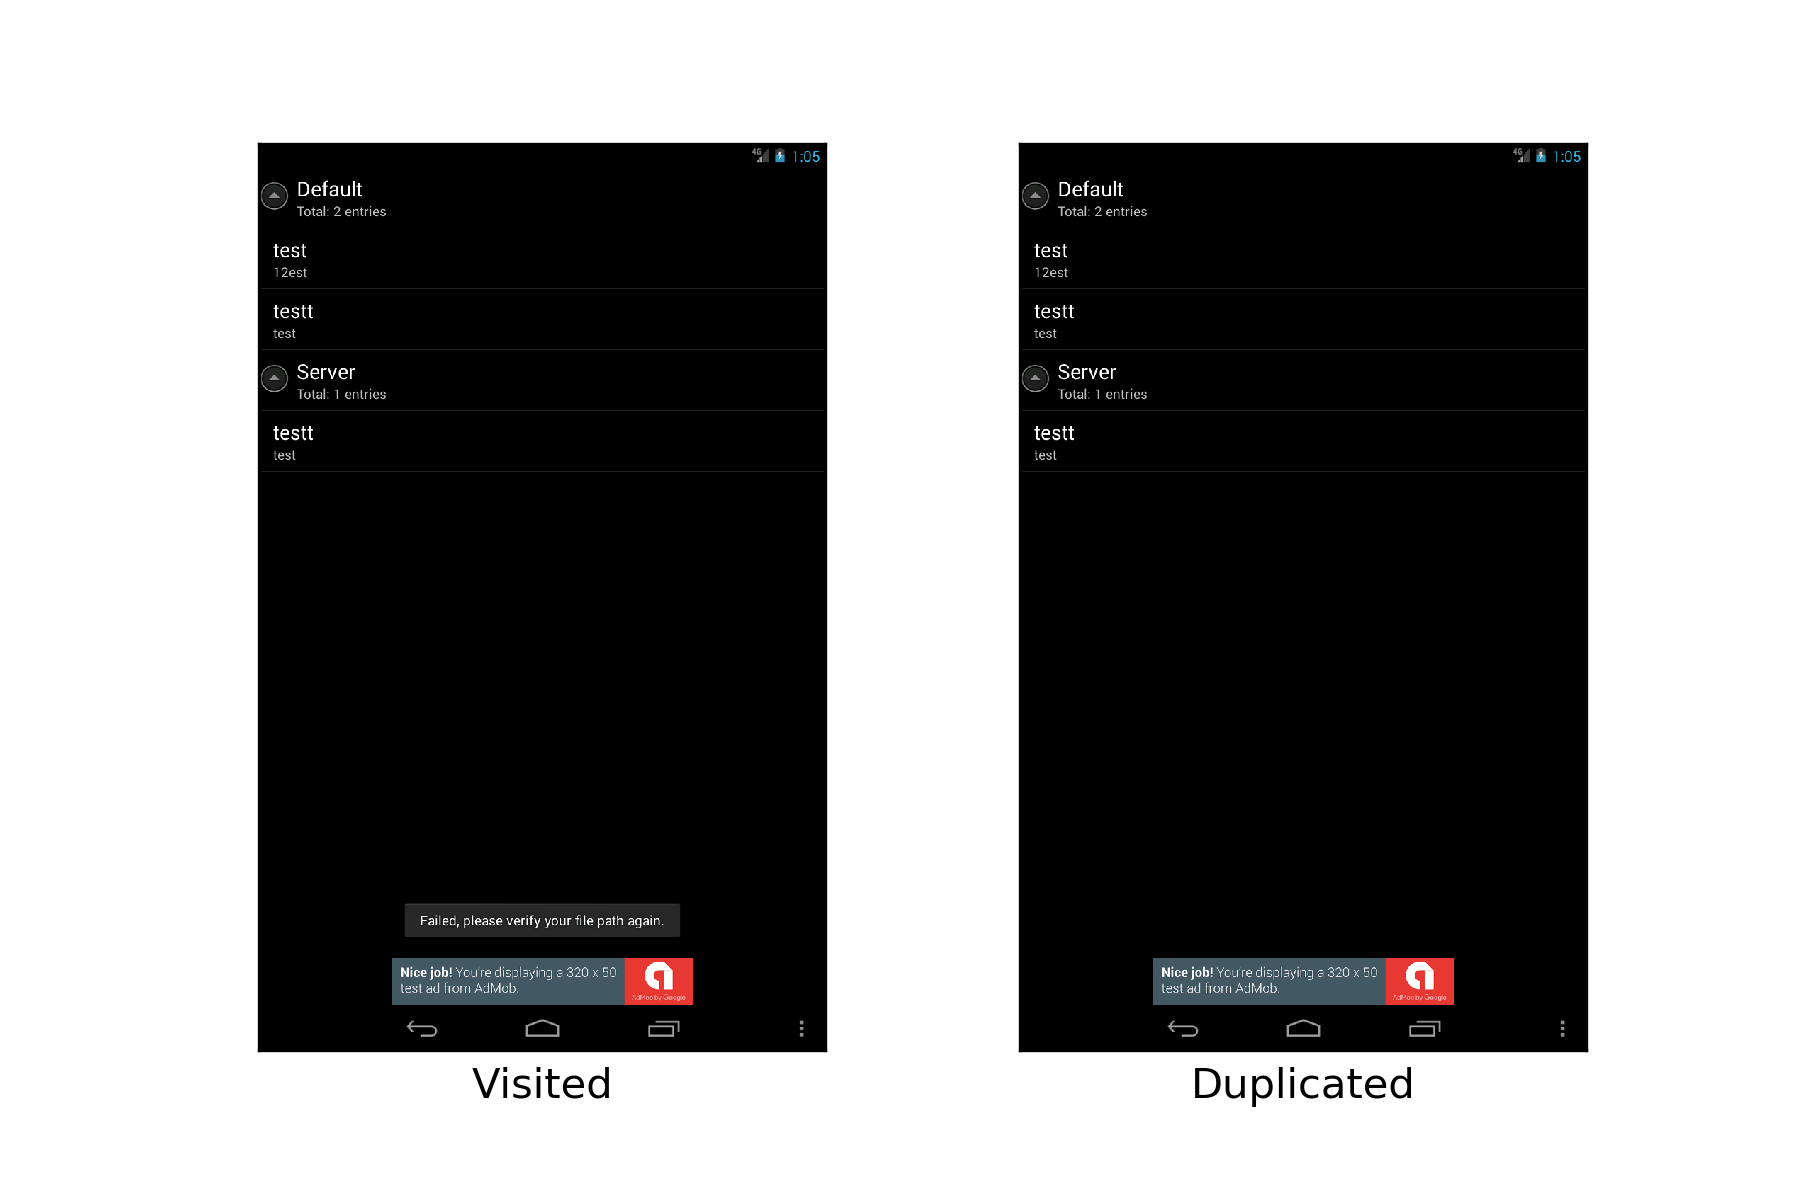 4G 1:05
Default
Total: 2 entries
test
12est
testt
test
Server
Total: 1 entries
testt
test
Failed, please verify your file path again.
Nice job! You're displaying a 320 x 50
test ad from AdMob.
AdMob by Google
Visited
4G 1:05
Default
Total: 2 entries
test
12est
testt
test
Server
Total: 1 entries
testt
test
Nice job! You're displaying a 320 x 50
test ad from AdMob.
AdMob by Google
Duplicated